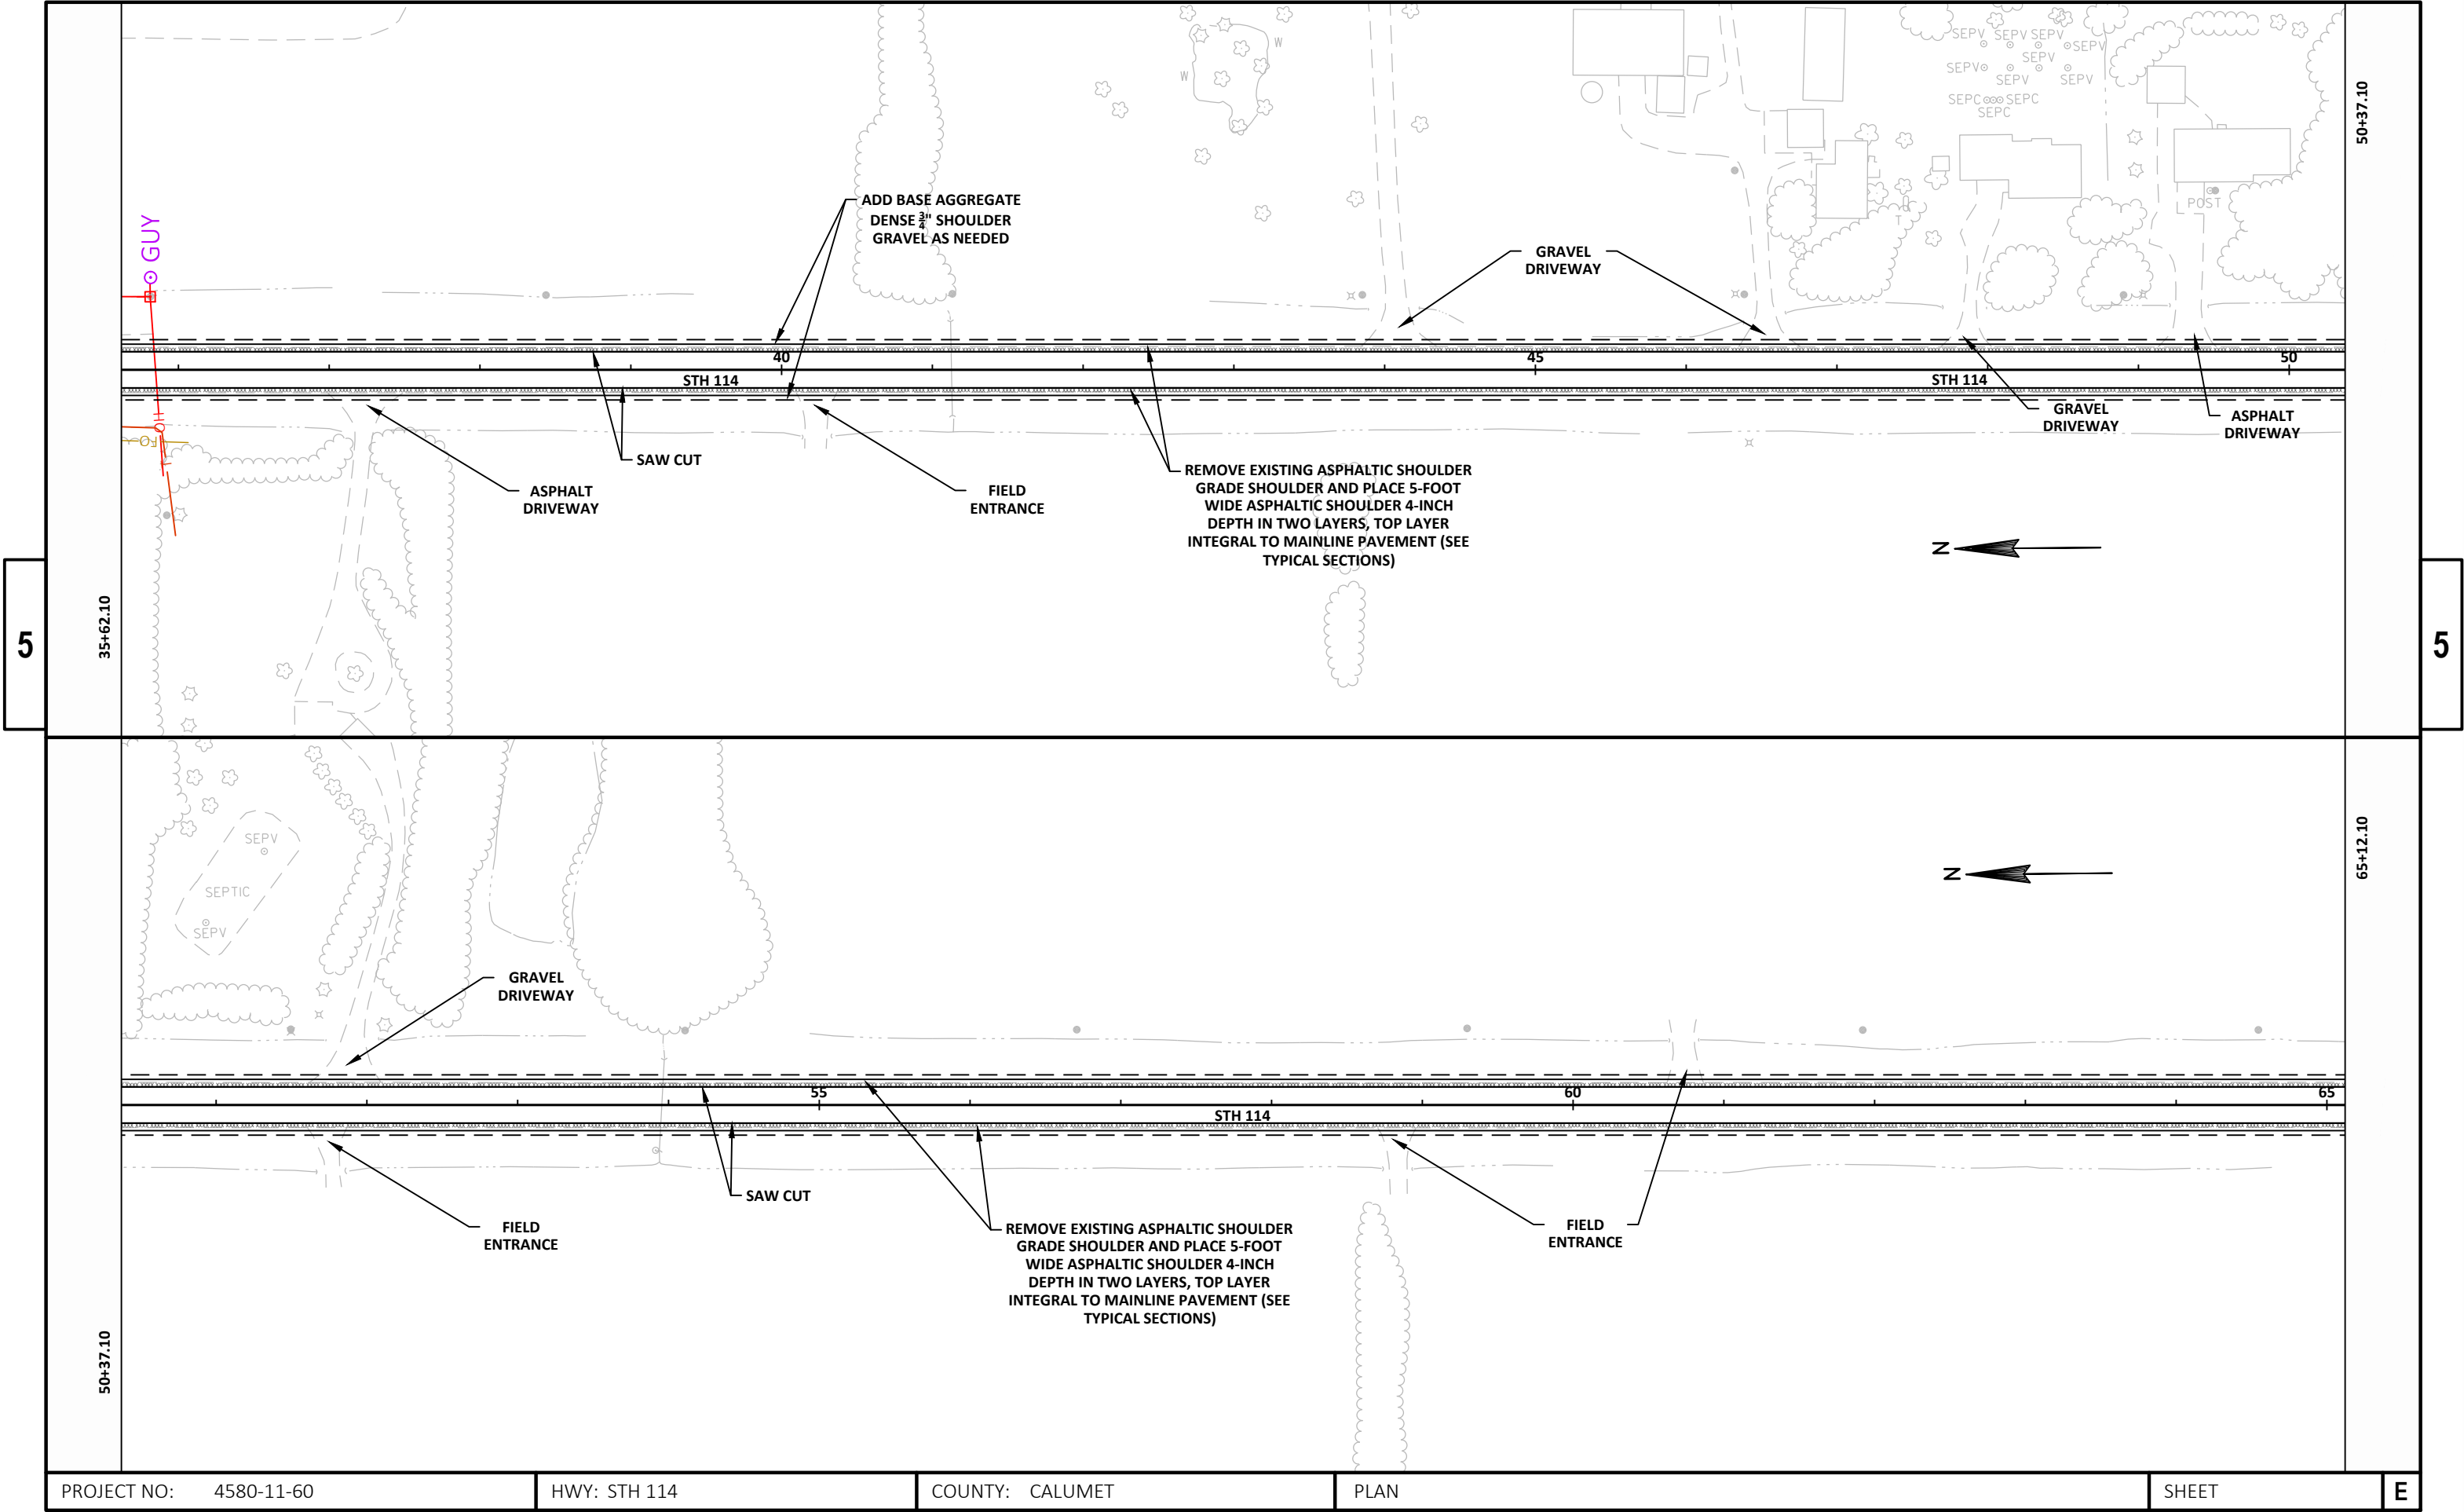 SEPV
SEPV
SEPV
SEPV
SEPV
SEPV
SEPV
SEPV
SEPC
SEPC
SEPC
W
W
50+37.10
GUY
ADD BASE AGGREGATE
DENSE 3/4" SHOULDER
GRAVEL AS NEEDED
GRAVEL
DRIVEWAY
POST
40
45
50
STH 114
STH 114
GRAVEL
DRIVEWAY
ASPHALT
DRIVEWAY
OH
FO
SAW CUT
ASPHALT
DRIVEWAY
FIELD
ENTRANCE
REMOVE EXISTING ASPHALTIC SHOULDER
GRADE SHOULDER AND PLACE 5-FOOT
WIDE ASPHALTIC SHOULDER 4-INCH
DEPTH IN TWO LAYERS, TOP LAYER
INTEGRAL TO MAINLINE PAVEMENT (SEE
TYPICAL SECTIONS)
N
35+62.10
5
5
SEPV
SEPTIC
SEPV
65+12.10
N
GRAVEL
DRIVEWAY
55
60
65
STH 114
SAW CUT
FIELD
ENTRANCE
REMOVE EXISTING ASPHALTIC SHOULDER
GRADE SHOULDER AND PLACE 5-FOOT
WIDE ASPHALTIC SHOULDER 4-INCH
DEPTH IN TWO LAYERS, TOP LAYER
INTEGRAL TO MAINLINE PAVEMENT (SEE
TYPICAL SECTIONS)
FIELD
ENTRANCE
50+37.10
PROJECT NO: 4580-11-60
HWY: STH 114
COUNTY: CALUMET
PLAN
SHEET
E